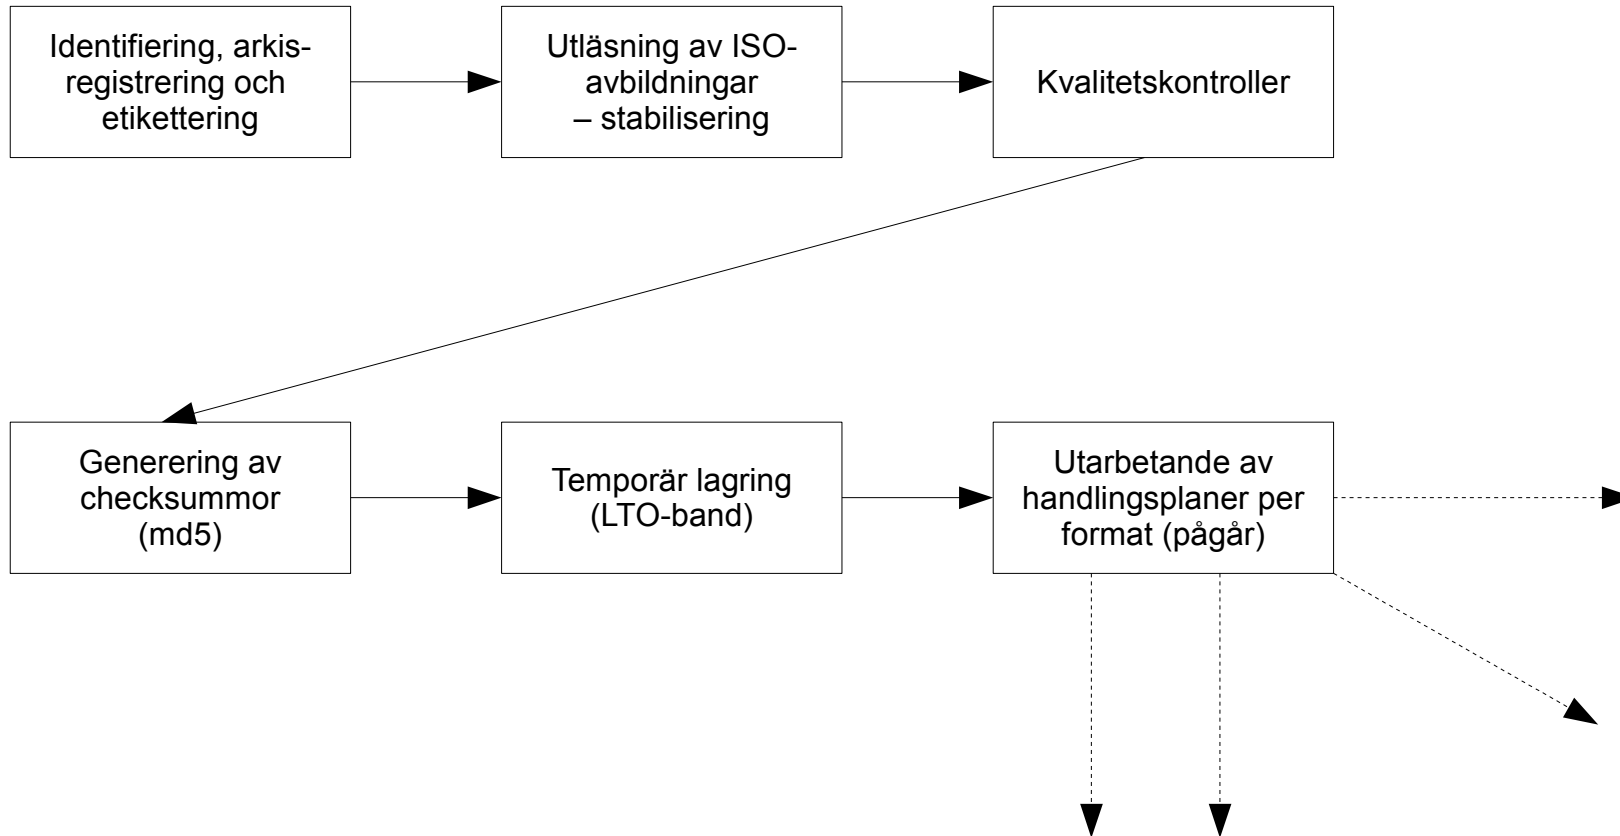 Identifiering, arkis-
registrering och
etikettering
Utläsning av ISO-
avbildningar
– stabilisering
Kvalitetskontroller
Generering av
checksummor
(md5)
Temporär lagring
(LTO-band)
Utarbetande av
handlingsplaner per
format (pågår)